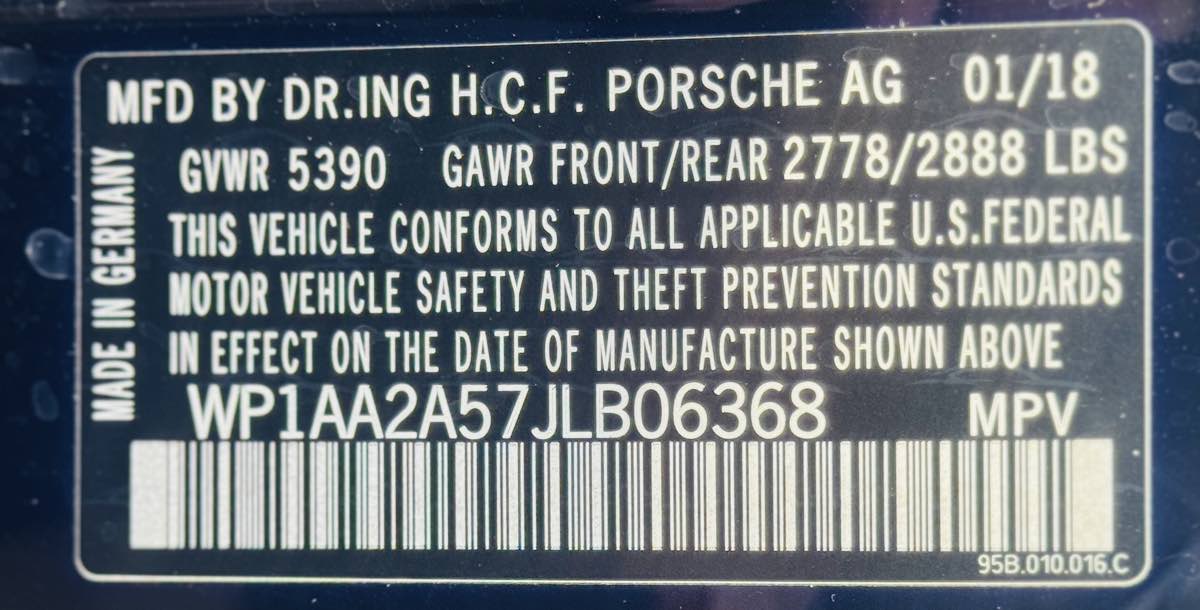 MFD BY DR.ING H.C.F. PORSCHE AG 01/18
GVWR 5390 GAWR FRONT/REAR 2778/2888 LBS
THIS VEHICLE CONFORMS TO ALL APPLICABLE U.S.FEDERAL
MOTOR VEHICLE SAFETY AND THEFT PREVENTION STANDARDS
IN EFFECT ON THE DATE OF MANUFACTURE SHOWN ABOVE
WP1AA2A57JLB06368 MPV
95B.010.016.C
MADE IN GERMANY